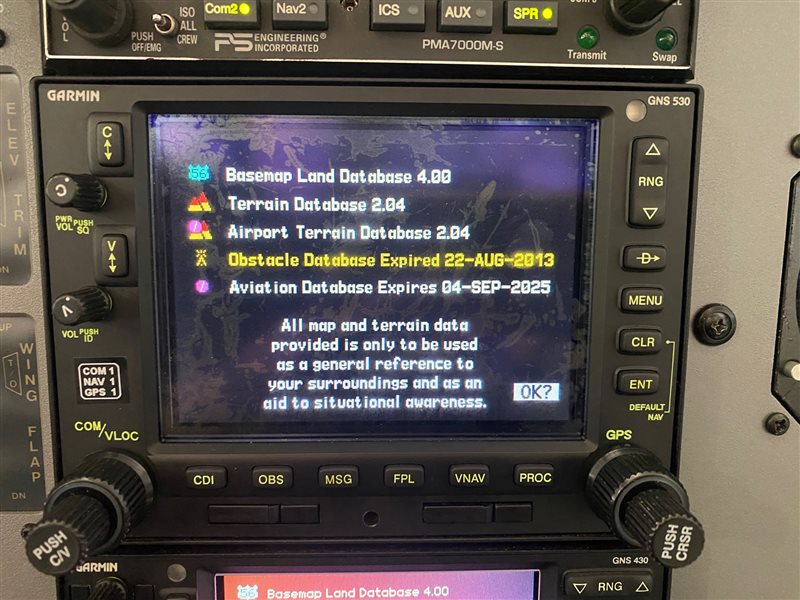 VOL
PUSH
OFF/EMG
ISO
ALL
CREW
Com2
Nav2
ICS
AUX
SPR
PS ENGINEERING®
INCORPORATED
PMA7000M-S
Transmit
Swap
GARMIN
GNS 530
C
PWR
VOL
PUSH
SQ
V
VOL
PUSH
ID
COM 1
NAV 1
GPS 1
COM/VLOC
PUSH
C/V
56 Basemap Land Database 4.00
Terrain Database 2.04
Airport Terrain Database 2.04
Obstacle Database Expired 22-AUG-2013
Aviation Database Expires 04-SEP-2025
All map and terrain data
provided is only to be used
as a general reference to
your surroundings and as an
aid to situational awareness.
OK?
RNG
D
MENU
CLR
ENT
DEFAULT
NAV
GPS
PUSH
CRSR
CDI
OBS
MSG
FPL
VNAV
PROC
ELEV
TRIM
DN
UP
WING
FLAP
T/O
DN
GARMIN
GNS 430
56 Basemap Land Database 4.00
RNG